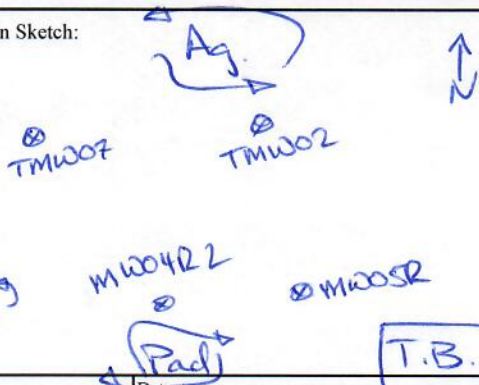 n Sketch:
Ag.
N
TMW07
TMW02
g
MW04R2
MW05R
Pad
T.B.